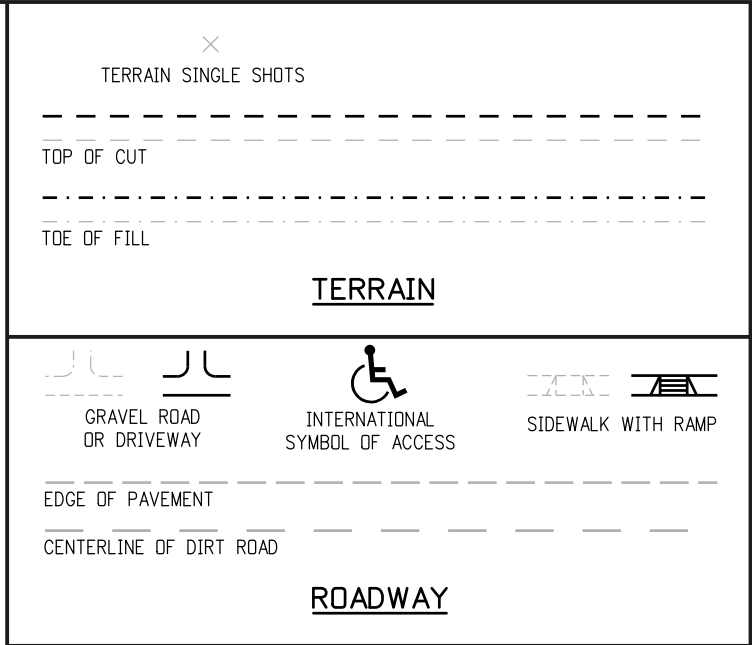 TERRAIN SINGLE SHOTS
TOP OF CUT
TOE OF FILL
TERRAIN
GRAVEL ROAD
OR DRIVEWAY
INTERNATIONAL
SYMBOL OF ACCESS
SIDEWALK WITH RAMP
EDGE OF PAVEMENT
CENTERLINE OF DIRT ROAD
ROADWAY